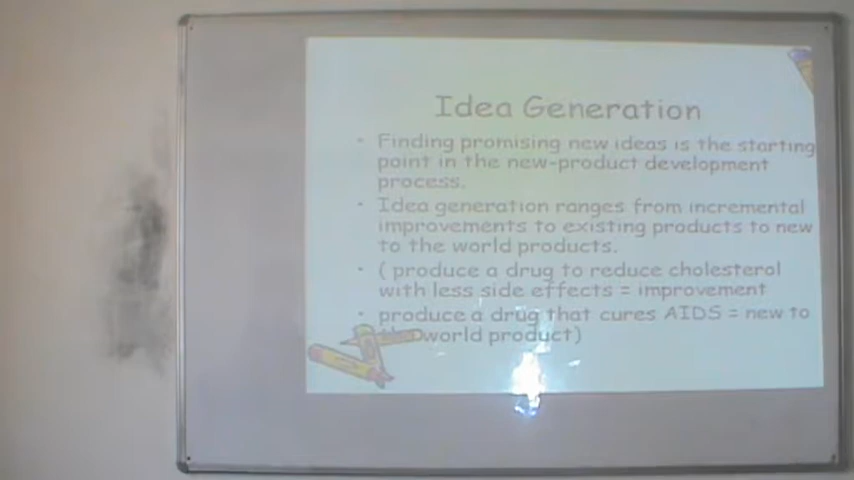 Idea Generation
• Finding promising new ideas is the starting
point in the new-product development
process.
• Idea generation ranges from incremental
improvements to existing products to new
to the world products.
• ( produce a drug to reduce cholesterol
with less side effects = improvement
• produce a drug that cures AIDS = new to
the world product)